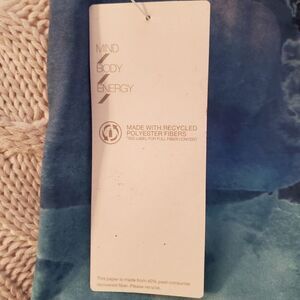 MIND
BODY
ENERGY
MADE WITH RECYCLED
POLYESTER FIBERS
*SEE LABEL FOR FULL FIBER CONTENT
This paper is made from 40% post-consumer
recovered fiber. Please recycle.